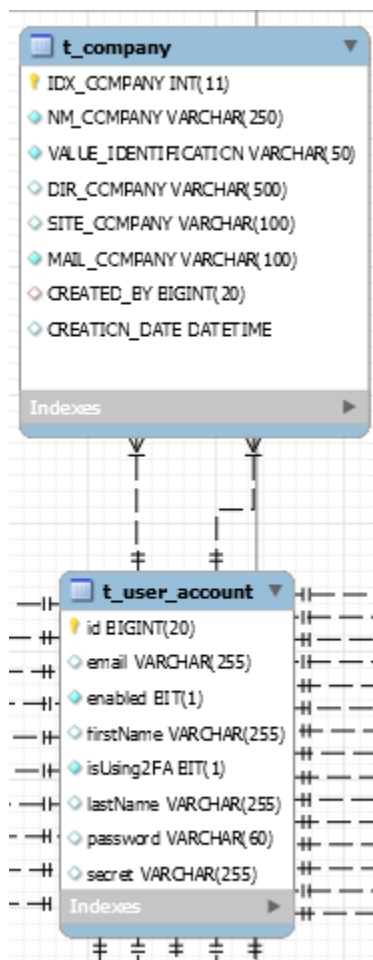 t_company
IDX_COMPANY INT(11)
NM_COMPANY VARCHAR(250)
VALUE_IDENTIFICATION VARCHAR(50)
DIR_COMPANY VARCHAR(500)
SITE_COMPANY VARCHAR(100)
MAIL_COMPANY VARCHAR(100)
CREATED_BY BIGINT(20)
CREATION_DATE DATETIME
Indexes
t_user_account
id BIGINT(20)
email VARCHAR(255)
enabled BIT(1)
firstName VARCHAR(255)
isUsing2FA BIT(1)
lastName VARCHAR(255)
password VARCHAR(60)
secret VARCHAR(255)
Indexes